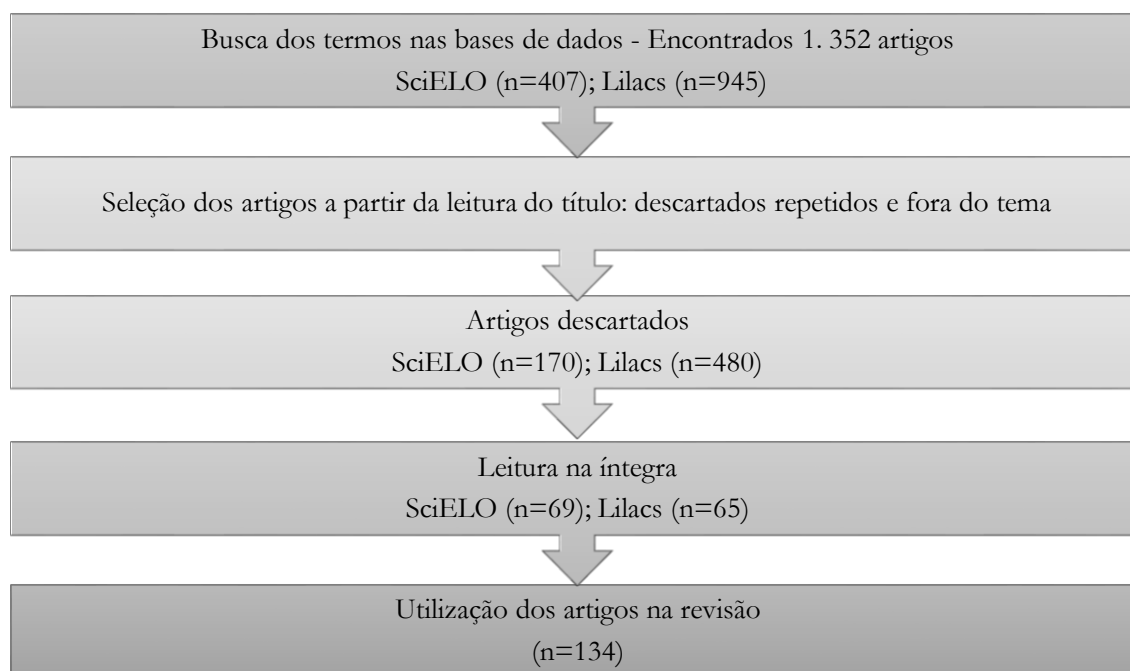 Busca dos termos nas bases de dados - Encontrados 1. 352 artigos
SciELO (n=407); Lilacs (n=945)
Seleção dos artigos a partir da leitura do título: descartados repetidos e fora do tema
Artigos descartados
SciELO (n=170); Lilacs (n=480)
Leitura na íntegra
SciELO (n=69); Lilacs (n=65)
Utilização dos artigos na revisão
(n=134)